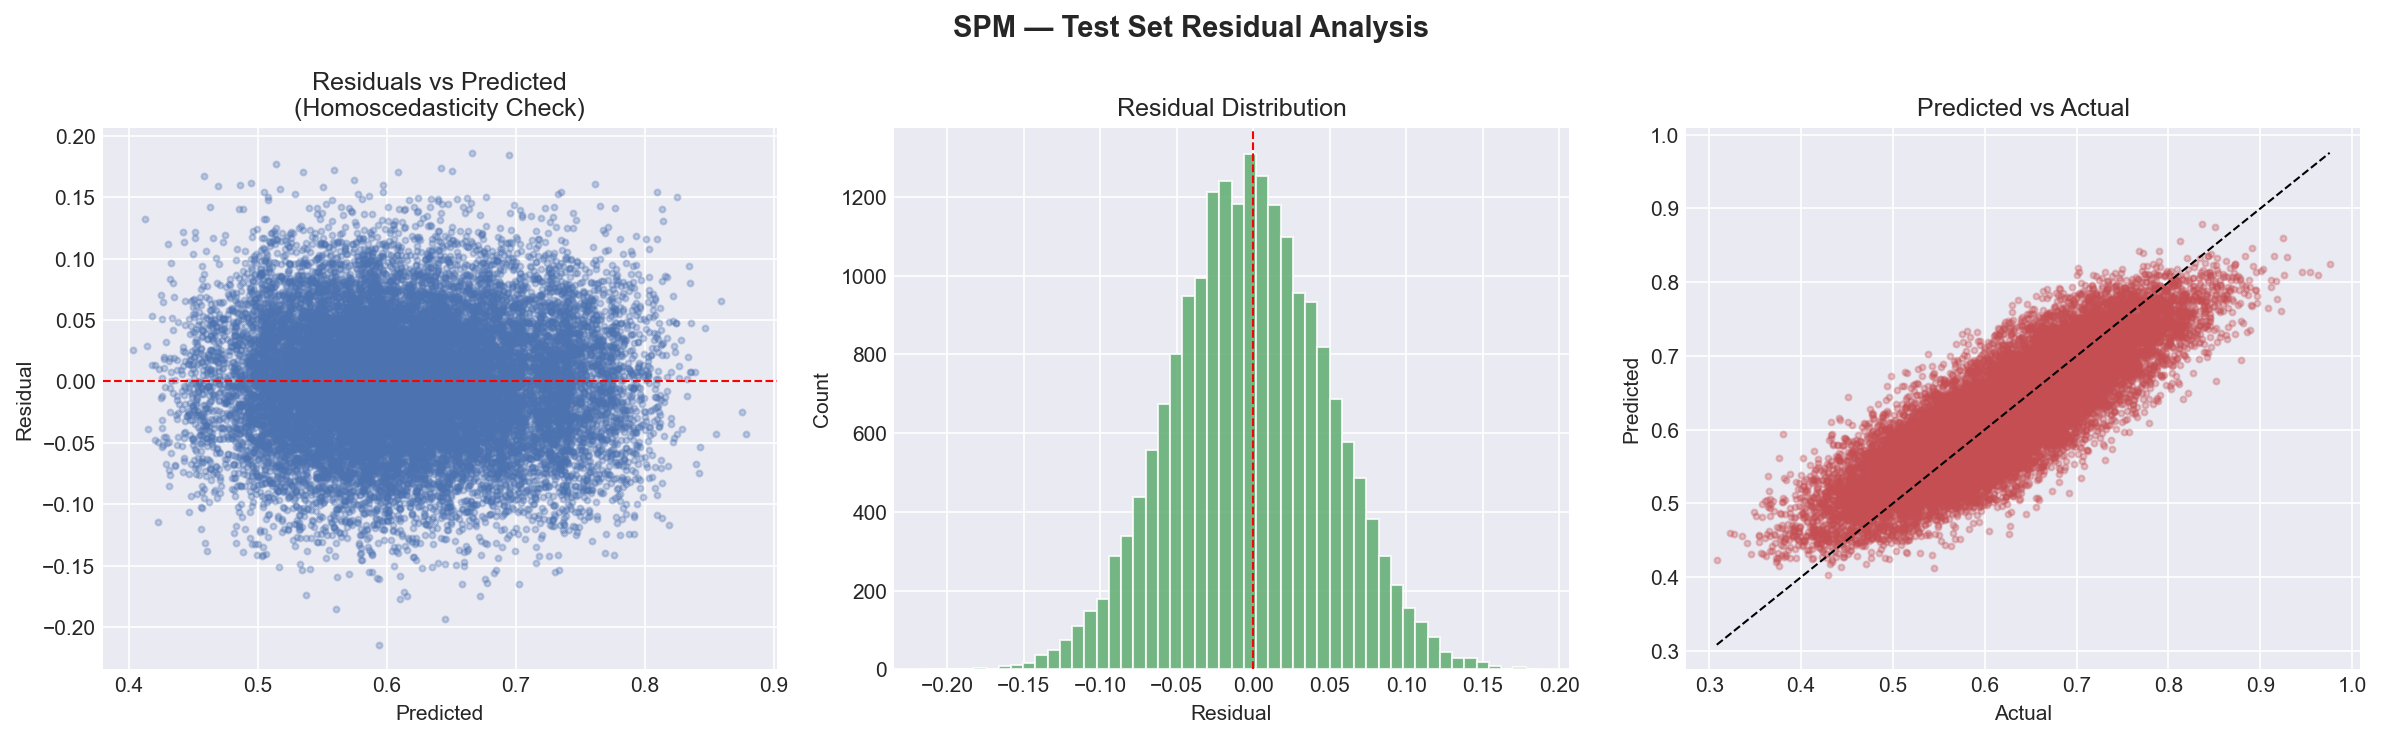 SPM — Test Set Residual Analysis
Residuals vs Predicted
(Homoscedasticity Check)
0.20
0.15
0.10
0.05
0.00
−0.05
−0.10
−0.15
−0.20
Residual
0.4 0.5 0.6 0.7 0.8 0.9
Predicted
Residual Distribution
1200
1000
800
600
400
200
0
Count
−0.20 −0.15 −0.10 −0.05 0.00 0.05 0.10 0.15 0.20
Residual
Predicted vs Actual
1.0
0.9
0.8
0.7
0.6
0.5
0.4
0.3
Predicted
0.3 0.4 0.5 0.6 0.7 0.8 0.9 1.0
Actual